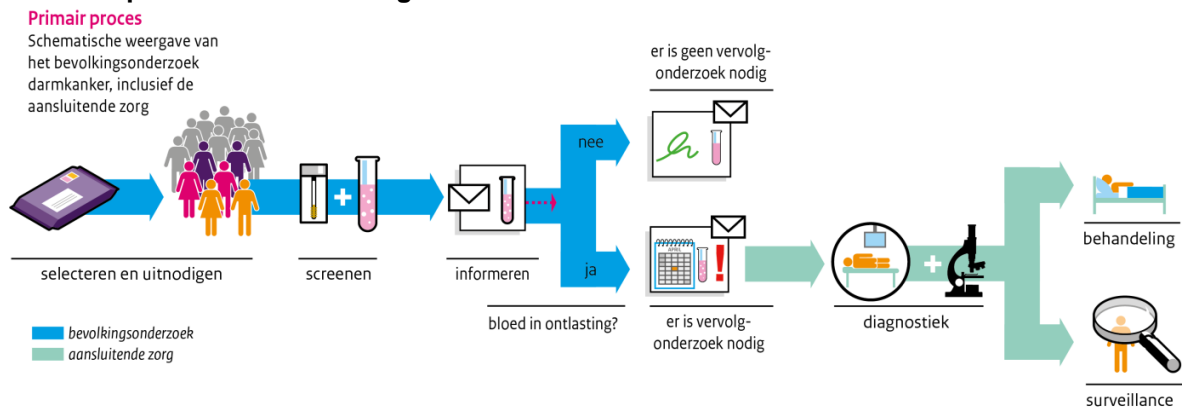 Primair proces
Schematische weergave van
het bevolkingsonderzoek
darmkanker, inclusief de
aansluitende zorg
er is geen vervolg-
onderzoek nodig
nee
selecteren en uitnodigen
screenen
informeren
ja
bloed in ontlasting?
APRIL
er is vervolg-
onderzoek nodig
diagnostiek
behandeling
surveillance
bevolkingsonderzoek
aansluitende zorg